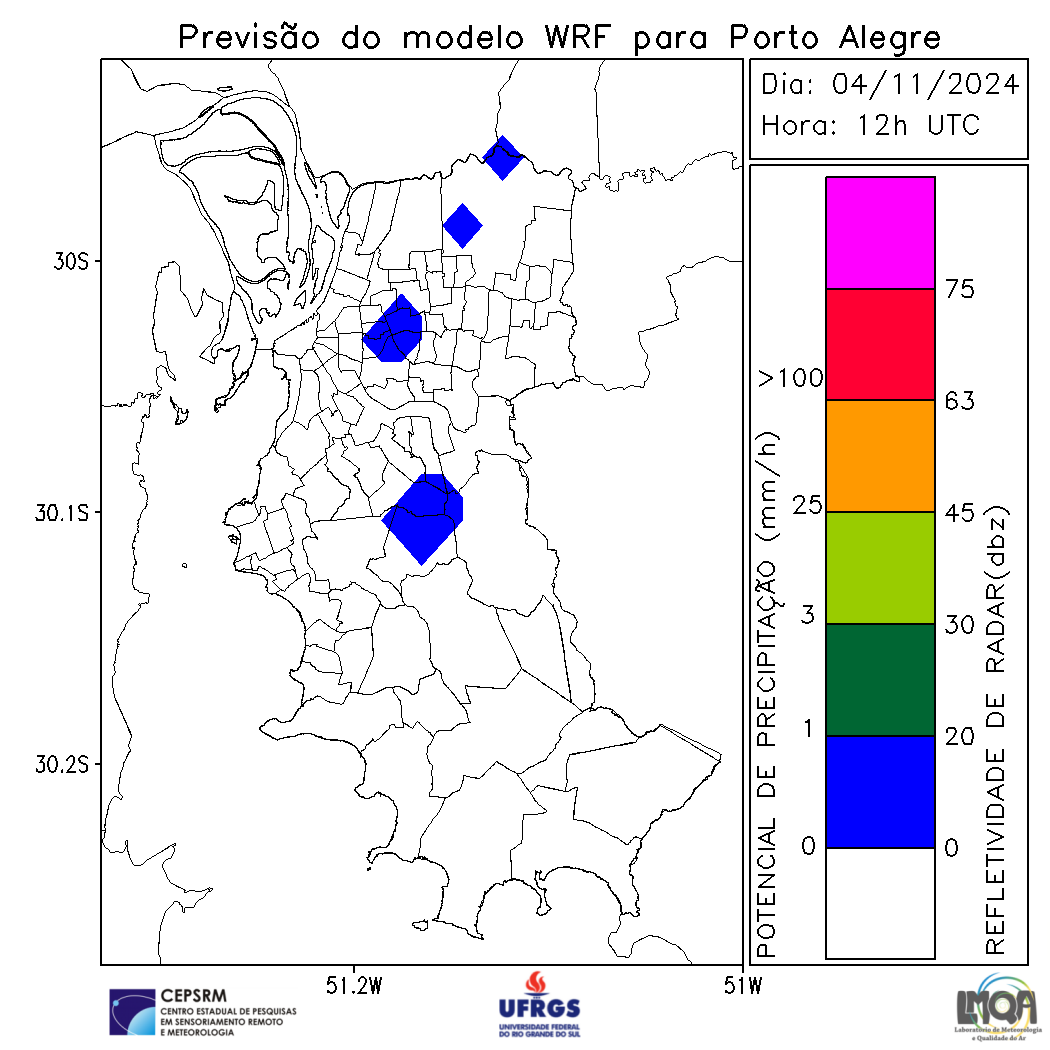 Previsão do modelo WRF para Porto Alegre
Dia: 04/11/2024
Hora: 12h UTC
30S
30.1S
30.2S
51.2W
51W
POTENCIAL DE PRECIPITAÇÃO (mm/h)
>100
25
3
1
0
75
63
45
30
20
0
REFLETIVIDADE DE RADAR(dbz)
CEPSRM
CENTRO ESTADUAL DE PESQUISAS
EM SENSORIAMENTO REMOTO
E METEOROLOGIA
UFRGS
UNIVERSIDADE FEDERAL
DO RIO GRANDE DO SUL
LMQA
Laboratório de Meteorologia
e Qualidade do Ar